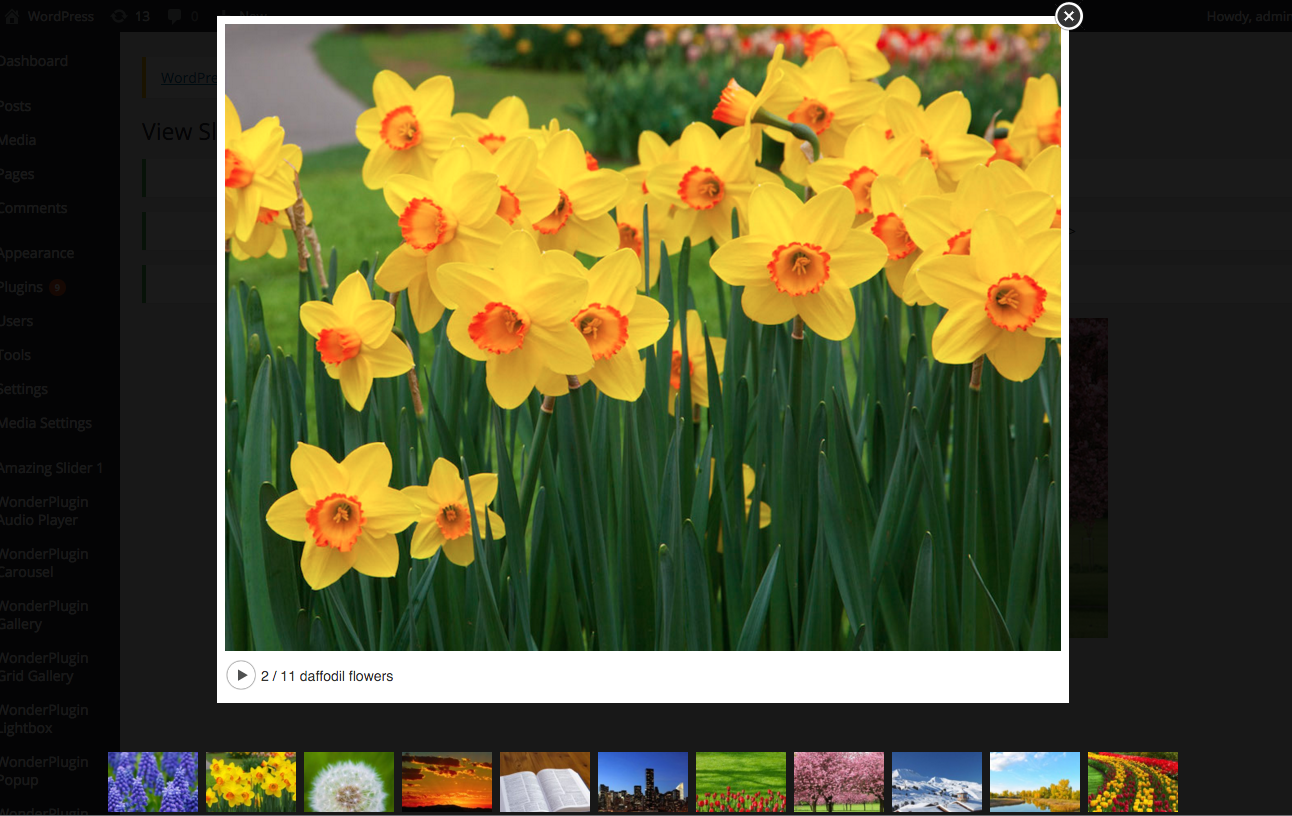 WordPress 13 0 New Howdy, admin
Dashboard
WordPre
Posts
View Sl
Media
Pages
Comments
Appearance
Plugins
Users
Tools
Settings
Media Settings
Amazing Slider 1
WonderPlugin
Audio Player
WonderPlugin
Carousel
WonderPlugin
Gallery
WonderPlugin
Grid Gallery
WonderPlugin
Lightbox
WonderPlugin
Popup
2 / 11 daffodil flowers